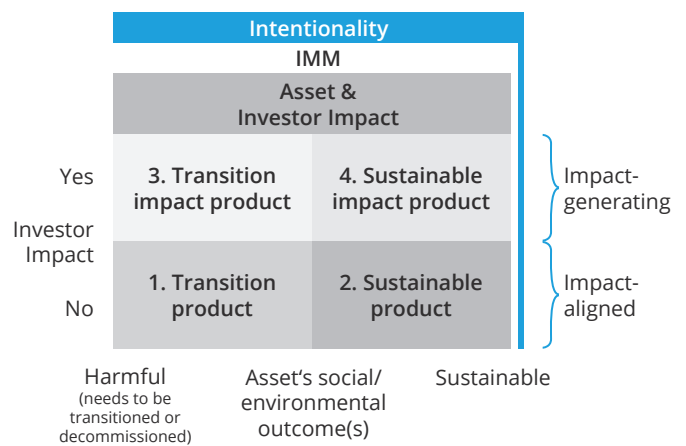 Intentionality
IMM
Asset &
Investor Impact
Yes
3. Transition
impact product
4. Sustainable
impact product
Impact-
generating
Investor
Impact
No
1. Transition
product
2. Sustainable
product
Impact-
aligned
Harmful
(needs to be
transitioned or
decommissioned)
Asset‘s social/
environmental
outcome(s)
Sustainable